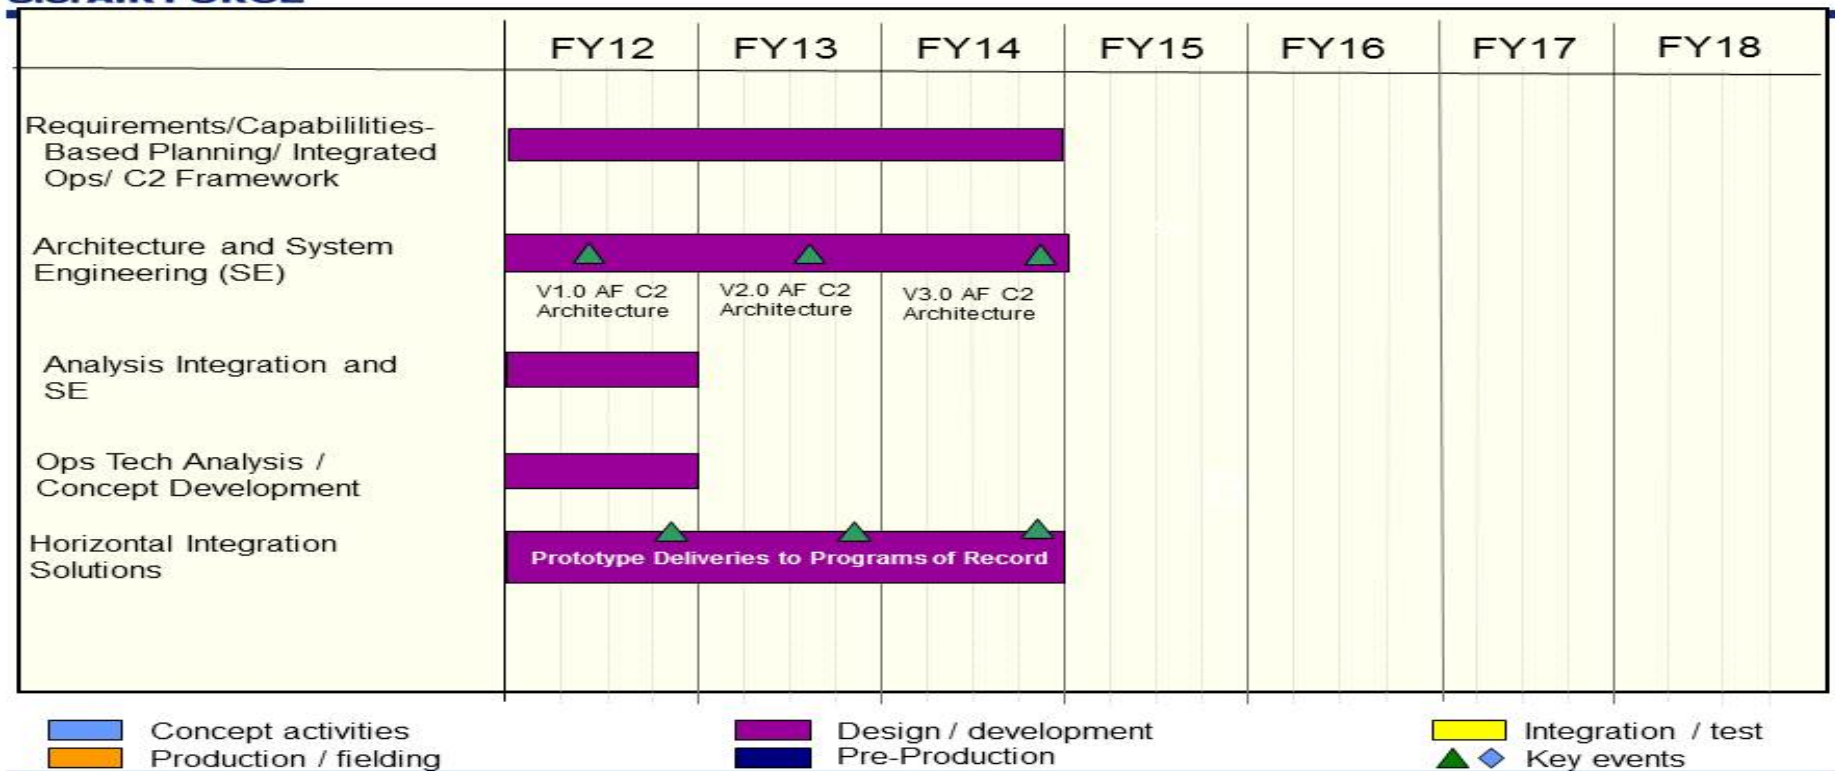 U.S. AIR FORCE
FY12 FY13 FY14 FY15 FY16 FY17 FY18
Requirements/Capabililities-
Based Planning/ Integrated
Ops/ C2 Framework
Architecture and System
Engineering (SE)
V1.0 AF C2
Architecture
V2.0 AF C2
Architecture
V3.0 AF C2
Architecture
Analysis Integration and
SE
Ops Tech Analysis /
Concept Development
Horizontal Integration
Solutions
Prototype Deliveries to Programs of Record
Concept activities
Production / fielding
Design / development
Pre-Production
Integration / test
Key events